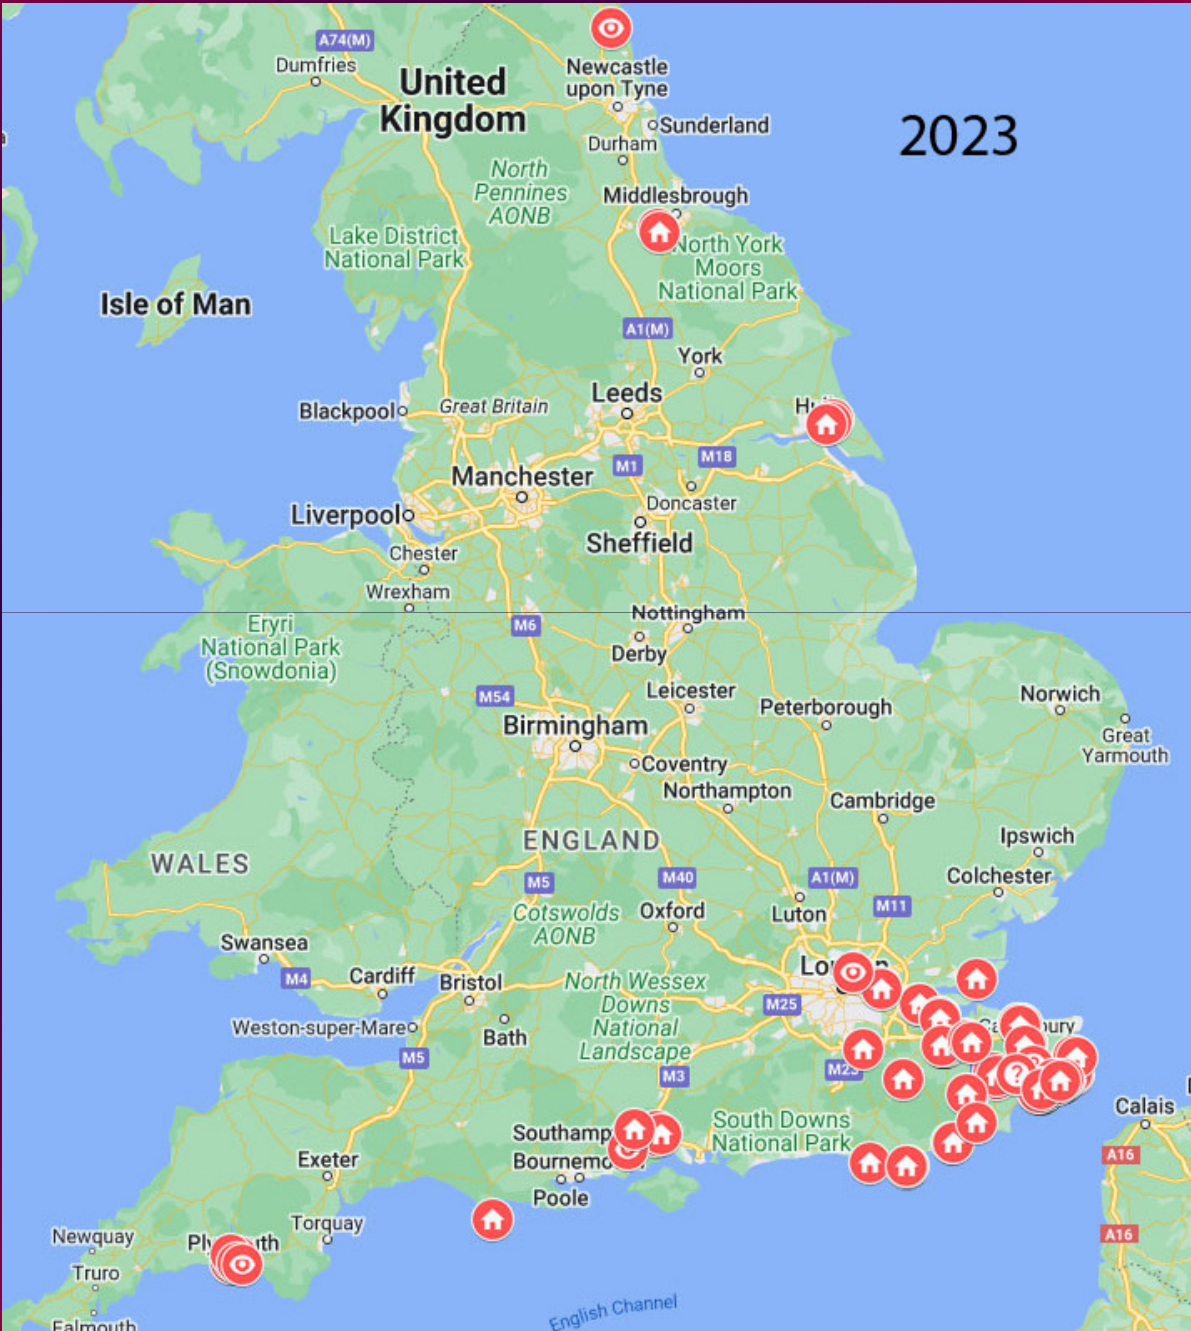 A74(M)
Dumfries
United
Kingdom
Newcastle
upon Tyne
2023
Sunderland
Durham
North
Pennines
AONB
Middlesbrough
Lake District
National Park
North York
Moors
National Park
Isle of Man
A1(M)
York
Leeds
Blackpool
Great Britain
M1
M18
Manchester
Doncaster
Liverpool
Sheffield
Chester
Wrexham
Eryri
National Park
(Snowdonia)
M6
Nottingham
Derby
M54
Leicester
Norwich
Peterborough
Birmingham
Great
Yarmouth
Coventry
Northampton
Cambridge
ENGLAND
Ipswich
WALES
M5
M40
A1(M)
Colchester
M11
Cotswolds
AONB
Oxford
Luton
Swansea
M4
Cardiff
Bristol
North Wessex
Downs
National
Landscape
M25
Weston-super-Mare
Bath
M5
M3
M23
Calais
Southamp
South Downs
National Park
A16
Exeter
Bournemo
Poole
Torquay
Newquay
Ply uth
A16
Truro
English Channel
Falmouth